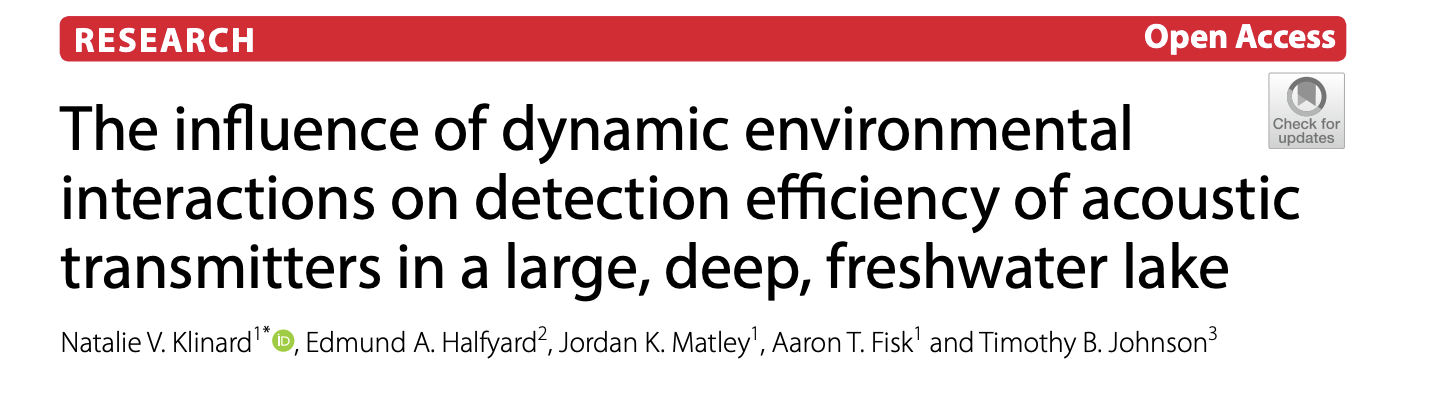 RESEARCH
Open Access
Check for
updates
The influence of dynamic environmental
interactions on detection efficiency of acoustic
transmitters in a large, deep, freshwater lake
Natalie V. Klinard1* iD, Edmund A. Halfyard2, Jordan K. Matley1, Aaron T. Fisk1 and Timothy B. Johnson3